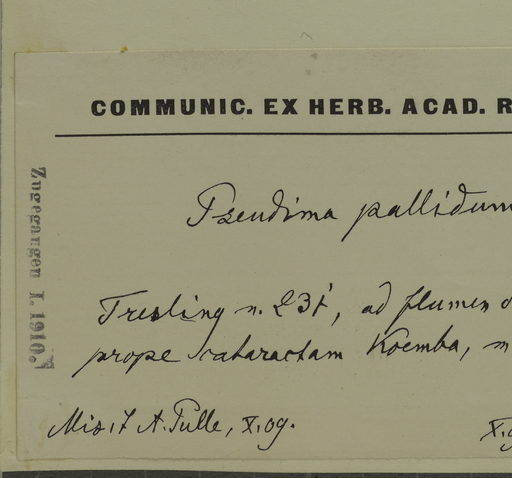 COMMUNIC. EX HERB. ACAD. R
Pseudima pallidum
Tresling n. 231, ad flumen
prope cataractam Koemba, m
Misit A. Pulle, X.09.
Zugegangen I. 1910.